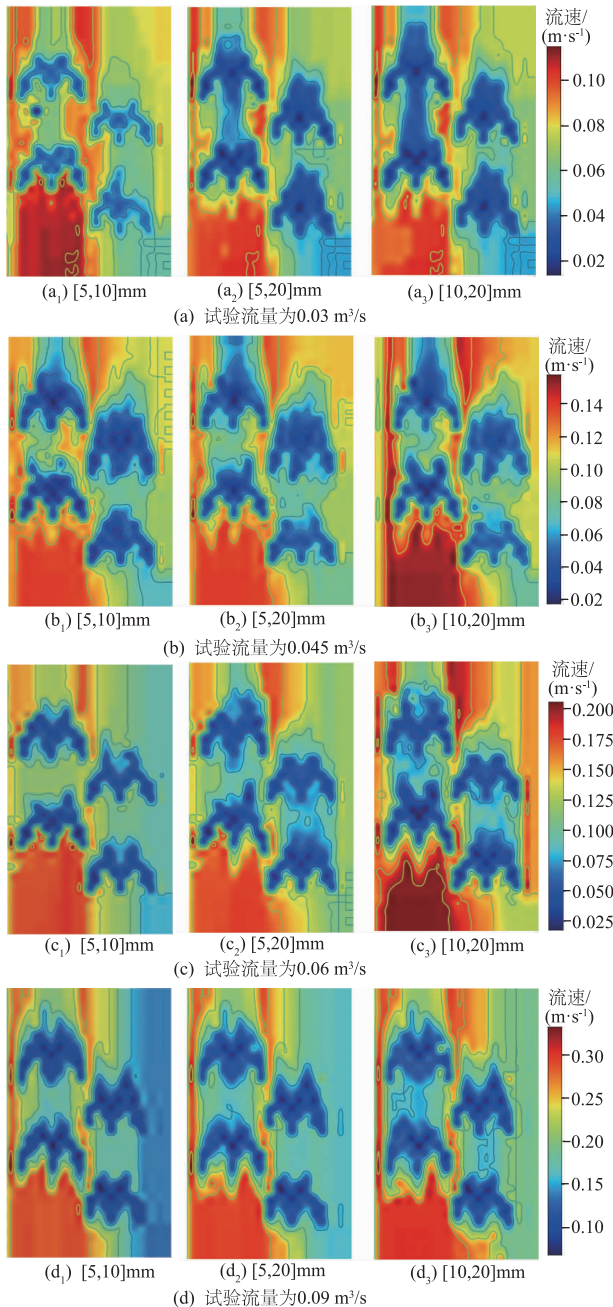 流速/
(m·s⁻¹)
0.10
0.08
0.06
0.04
0.02
(a₁) [5,10]mm
(a₂) [5,20]mm
(a₃) [10,20]mm
(a) 试验流量为0.03 m³/s
流速/
(m·s⁻¹)
0.14
0.12
0.10
0.08
0.06
0.04
0.02
(b₁) [5,10]mm
(b₂) [5,20]mm
(b₃) [10,20]mm
(b) 试验流量为0.045 m³/s
流速/
(m·s⁻¹)
0.200
0.175
0.150
0.125
0.100
0.075
0.050
0.025
(c₁) [5,10]mm
(c₂) [5,20]mm
(c₃) [10,20]mm
(c) 试验流量为0.06 m³/s
流速/
(m·s⁻¹)
0.30
0.25
0.20
0.15
0.10
(d₁) [5,10]mm
(d₂) [5,20]mm
(d₃) [10,20]mm
(d) 试验流量为0.09 m³/s